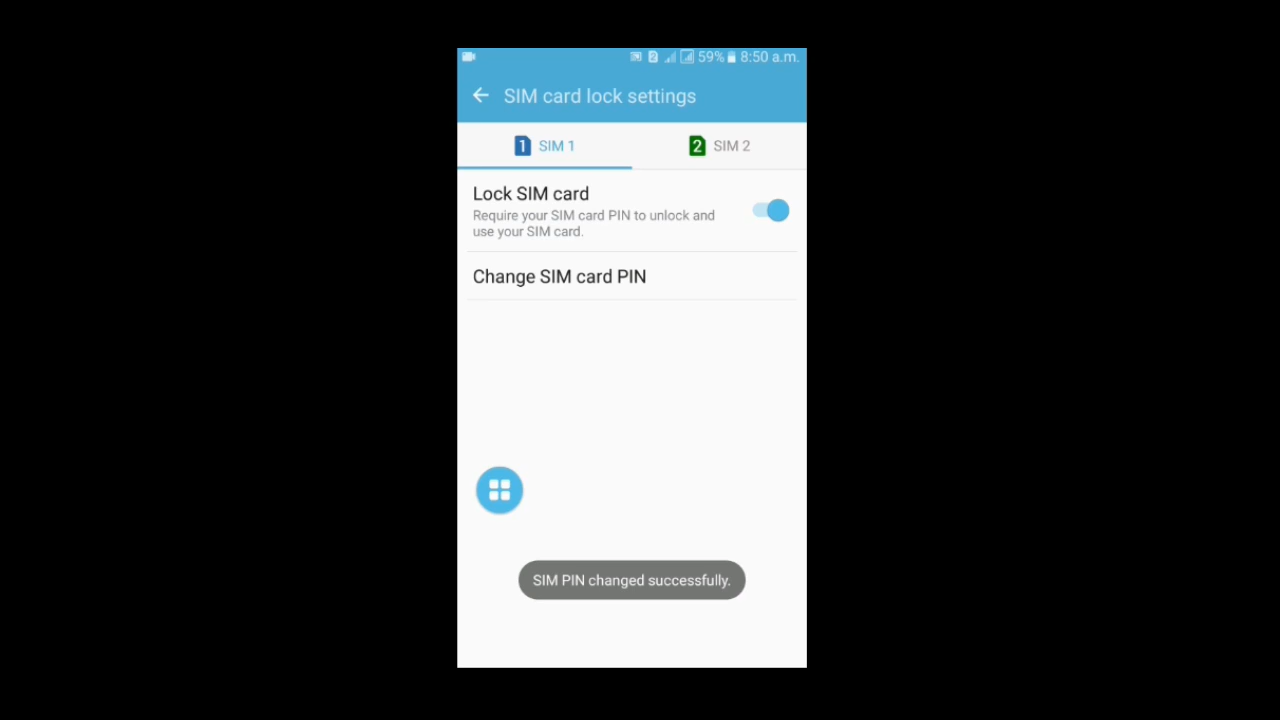 2 59% 8:50 a.m.
SIM card lock settings
1 SIM 1 2 SIM 2
Lock SIM card
Require your SIM card PIN to unlock and
use your SIM card.
Change SIM card PIN
SIM PIN changed successfully.